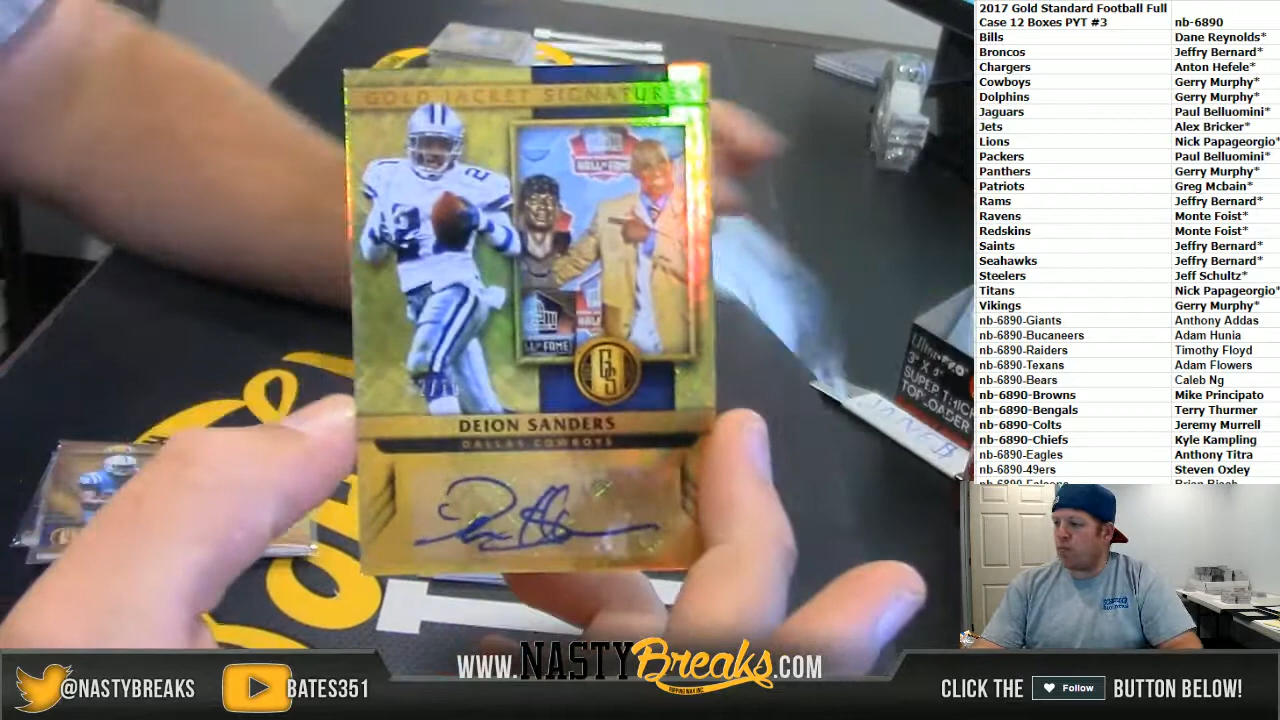 2017 Gold Standard Football Full
Case 12 Boxes PYT #3 nb-6890
Bills Dane Reynolds*
Broncos Jeffry Bernard*
Chargers Anton Hefele*
Cowboys Gerry Murphy*
Dolphins Gerry Murphy*
Jaguars Paul Belluomini*
Jets Alex Bricker*
Lions Nick Papageorgio*
Packers Paul Belluomini*
Panthers Gerry Murphy*
Patriots Greg Mcbain*
Rams Jeffry Bernard*
Ravens Monte Foist*
Redskins Monte Foist*
Saints Jeffry Bernard*
Seahawks Jeffry Bernard*
Steelers Jeff Schultz*
Titans Nick Papageorgio*
Vikings Gerry Murphy*
nb-6890-Giants Anthony Addas
nb-6890-Bucaneers Adam Hunia
nb-6890-Raiders Timothy Floyd
nb-6890-Texans Adam Flowers
nb-6890-Bears Caleb Ng
nb-6890-Browns Mike Principato
nb-6890-Bengals Terry Thurmer
nb-6890-Colts Jeremy Murrell
nb-6890-Chiefs Kyle Kampling
nb-6890-Eagles Anthony Titra
nb-6890-49ers Steven Oxley
GOLD JACKET SIGNATURES
21
HALL OF FAME
GS
DEION SANDERS
DALLAS COWBOYS
3" X 4"
SUPER THICK
TOPLOADER
WWW.NASTYBreaks.COM
@NASTYBREAKS
BATES351
CLICK THE Follow BUTTON BELOW!